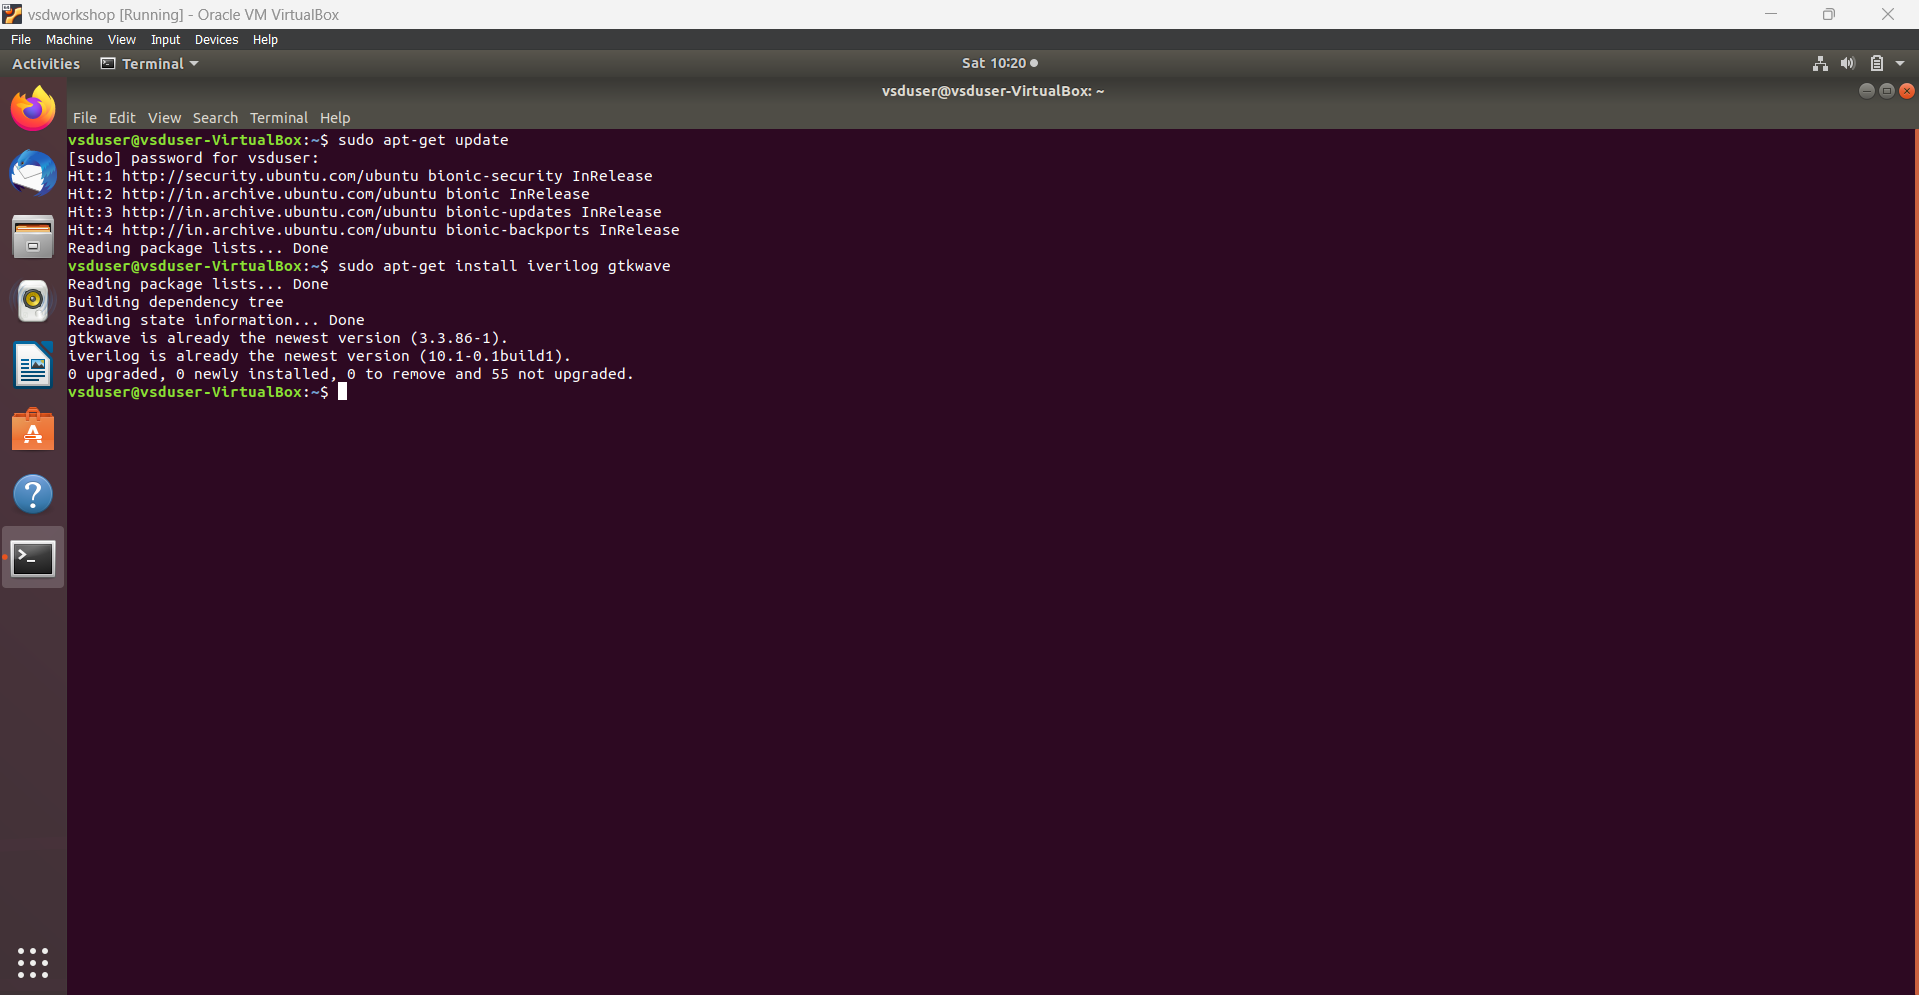 vsdworkshop [Running] - Oracle VM VirtualBox
File Machine View Input Devices Help
Activities Terminal Sat 10:20
vsduser@vsduser-VirtualBox: ~
File Edit View Search Terminal Help
vsduser@vsduser-VirtualBox:~$ sudo apt-get update
[sudo] password for vsduser:
Hit:1 http://security.ubuntu.com/ubuntu bionic-security InRelease
Hit:2 http://in.archive.ubuntu.com/ubuntu bionic InRelease
Hit:3 http://in.archive.ubuntu.com/ubuntu bionic-updates InRelease
Hit:4 http://in.archive.ubuntu.com/ubuntu bionic-backports InRelease
Reading package lists... Done
vsduser@vsduser-VirtualBox:~$ sudo apt-get install iverilog gtkwave
Reading package lists... Done
Building dependency tree
Reading state information... Done
gtkwave is already the newest version (3.3.86-1).
iverilog is already the newest version (10.1-0.1build1).
0 upgraded, 0 newly installed, 0 to remove and 55 not upgraded.
vsduser@vsduser-VirtualBox:~$